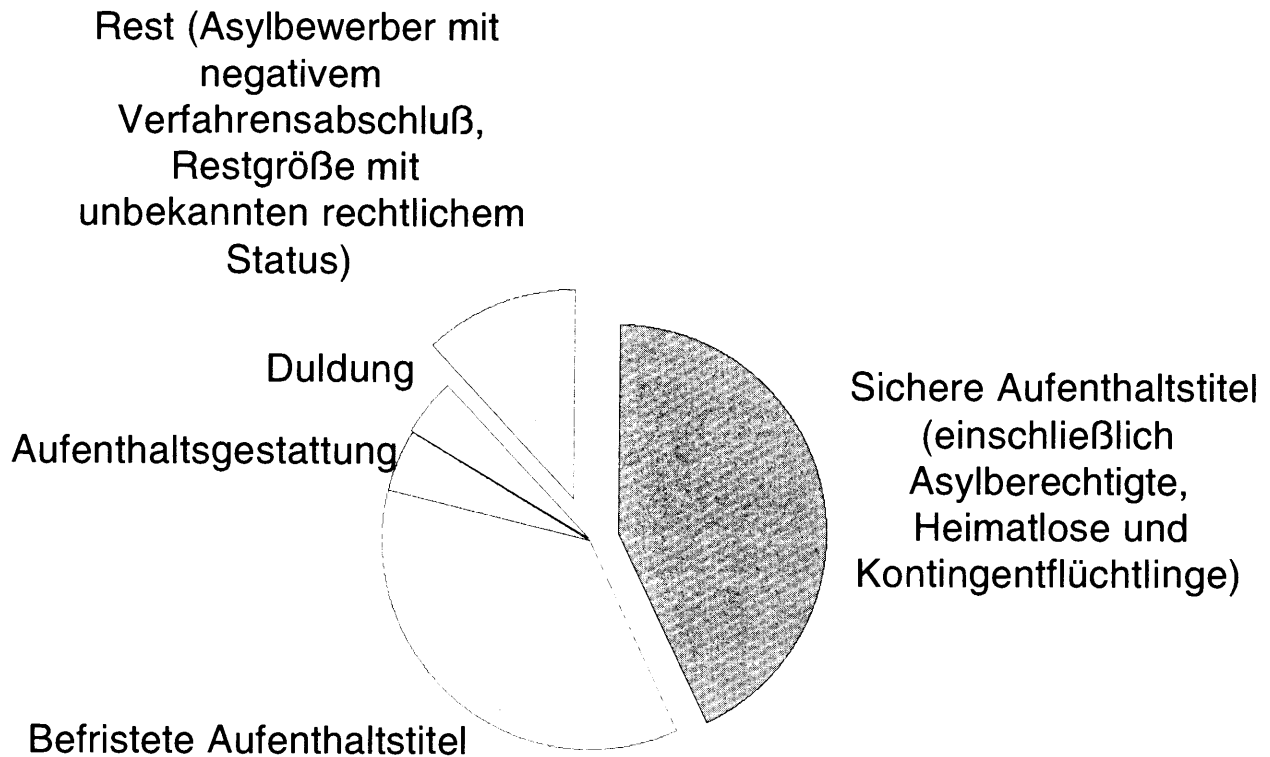 Rest (Asylbewerber mit
negativem
Verfahrensabschluß,
Restgröße mit
unbekannten rechtlichem
Status)
Duldung
Aufenthaltsgestattung
Sichere Aufenthaltstitel
(einschließlich
Asylberechtigte,
Heimatlose und
Kontingentflüchtlinge)
Befristete Aufenthaltstitel